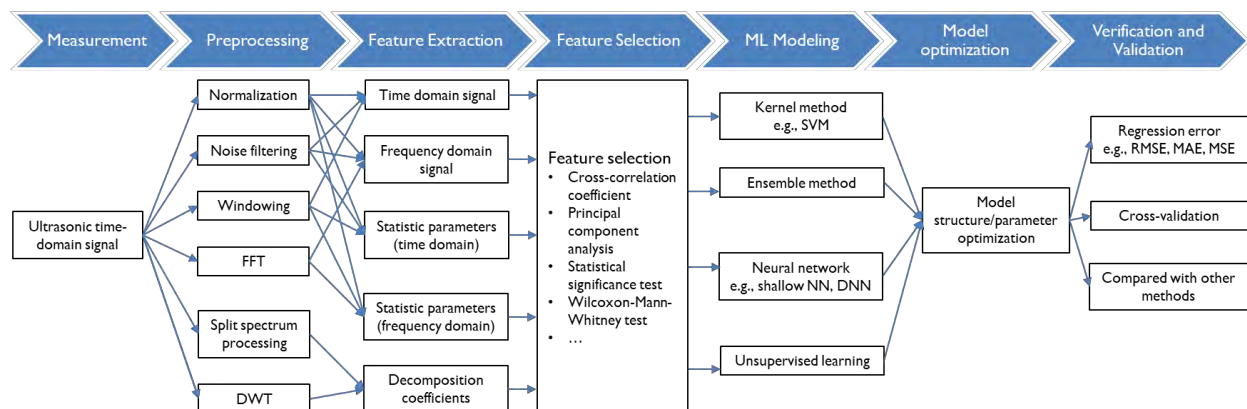 Measurement
Preprocessing
Feature Extraction
Feature Selection
ML Modeling
Model
optimization
Verification and
Validation
Ultrasonic time-
domain signal
Normalization
Noise filtering
Windowing
FFT
Split spectrum
processing
DWT
Time domain signal
Frequency domain
signal
Statistic parameters
(time domain)
Statistic parameters
(frequency domain)
Decomposition
coefficients
Feature selection
• Cross-correlation
coefficient
• Principal
component
analysis
• Statistical
significance test
• Wilcoxon-Mann-
Whitney test
• …
Kernel method
e.g., SVM
Ensemble method
Neural network
e.g., shallow NN, DNN
Unsupervised learning
Model
structure/parameter
optimization
Regression error
e.g., RMSE, MAE, MSE
Cross-validation
Compared with other
methods